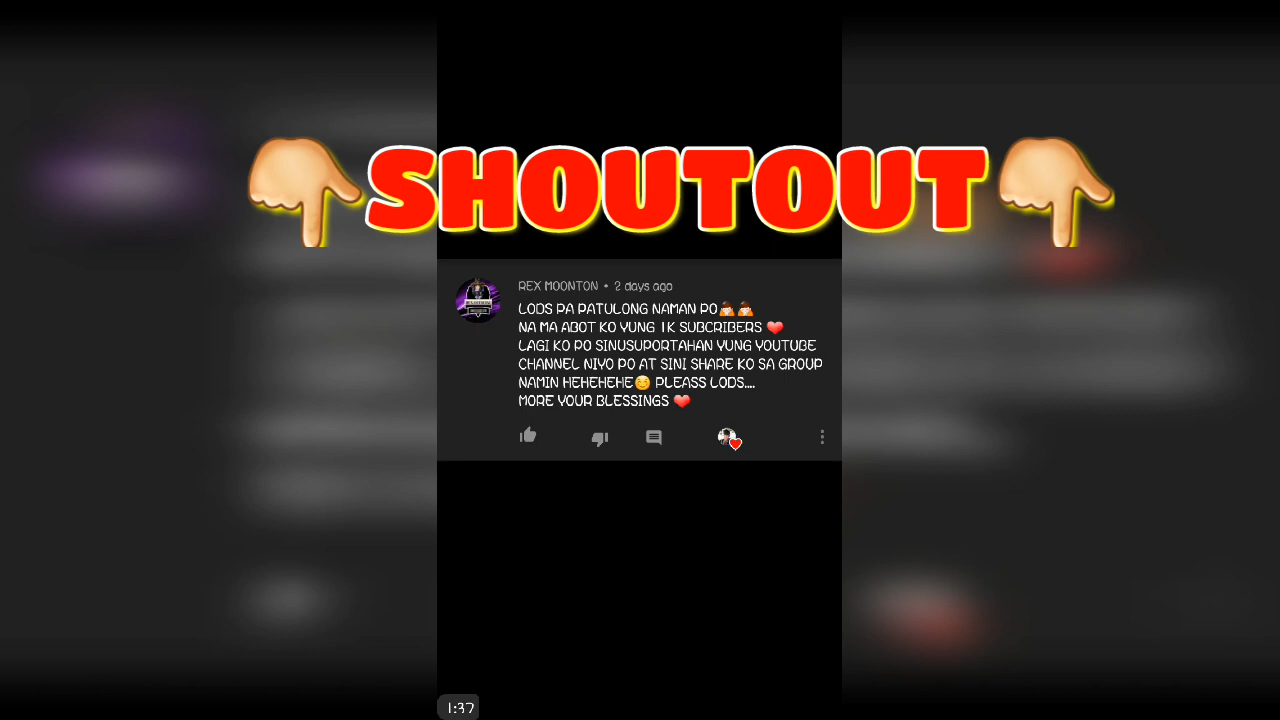 👇SHOUTOUT👇
REX MOONTON • 2 days ago
LODS PA PATULONG NAMAN PO🙇🙇
NA MA ABOT KO YUNG 1K SUBCRIBERS ❤️
LAGI KO PO SINUSUPORTAHAN YUNG YOUTUBE
CHANNEL NIYO PO AT SINI SHARE KO SA GROUP
NAMIN HEHEHEHE☺️ PLEASS LODS....
MORE YOUR BLESSINGS ❤️
1:37